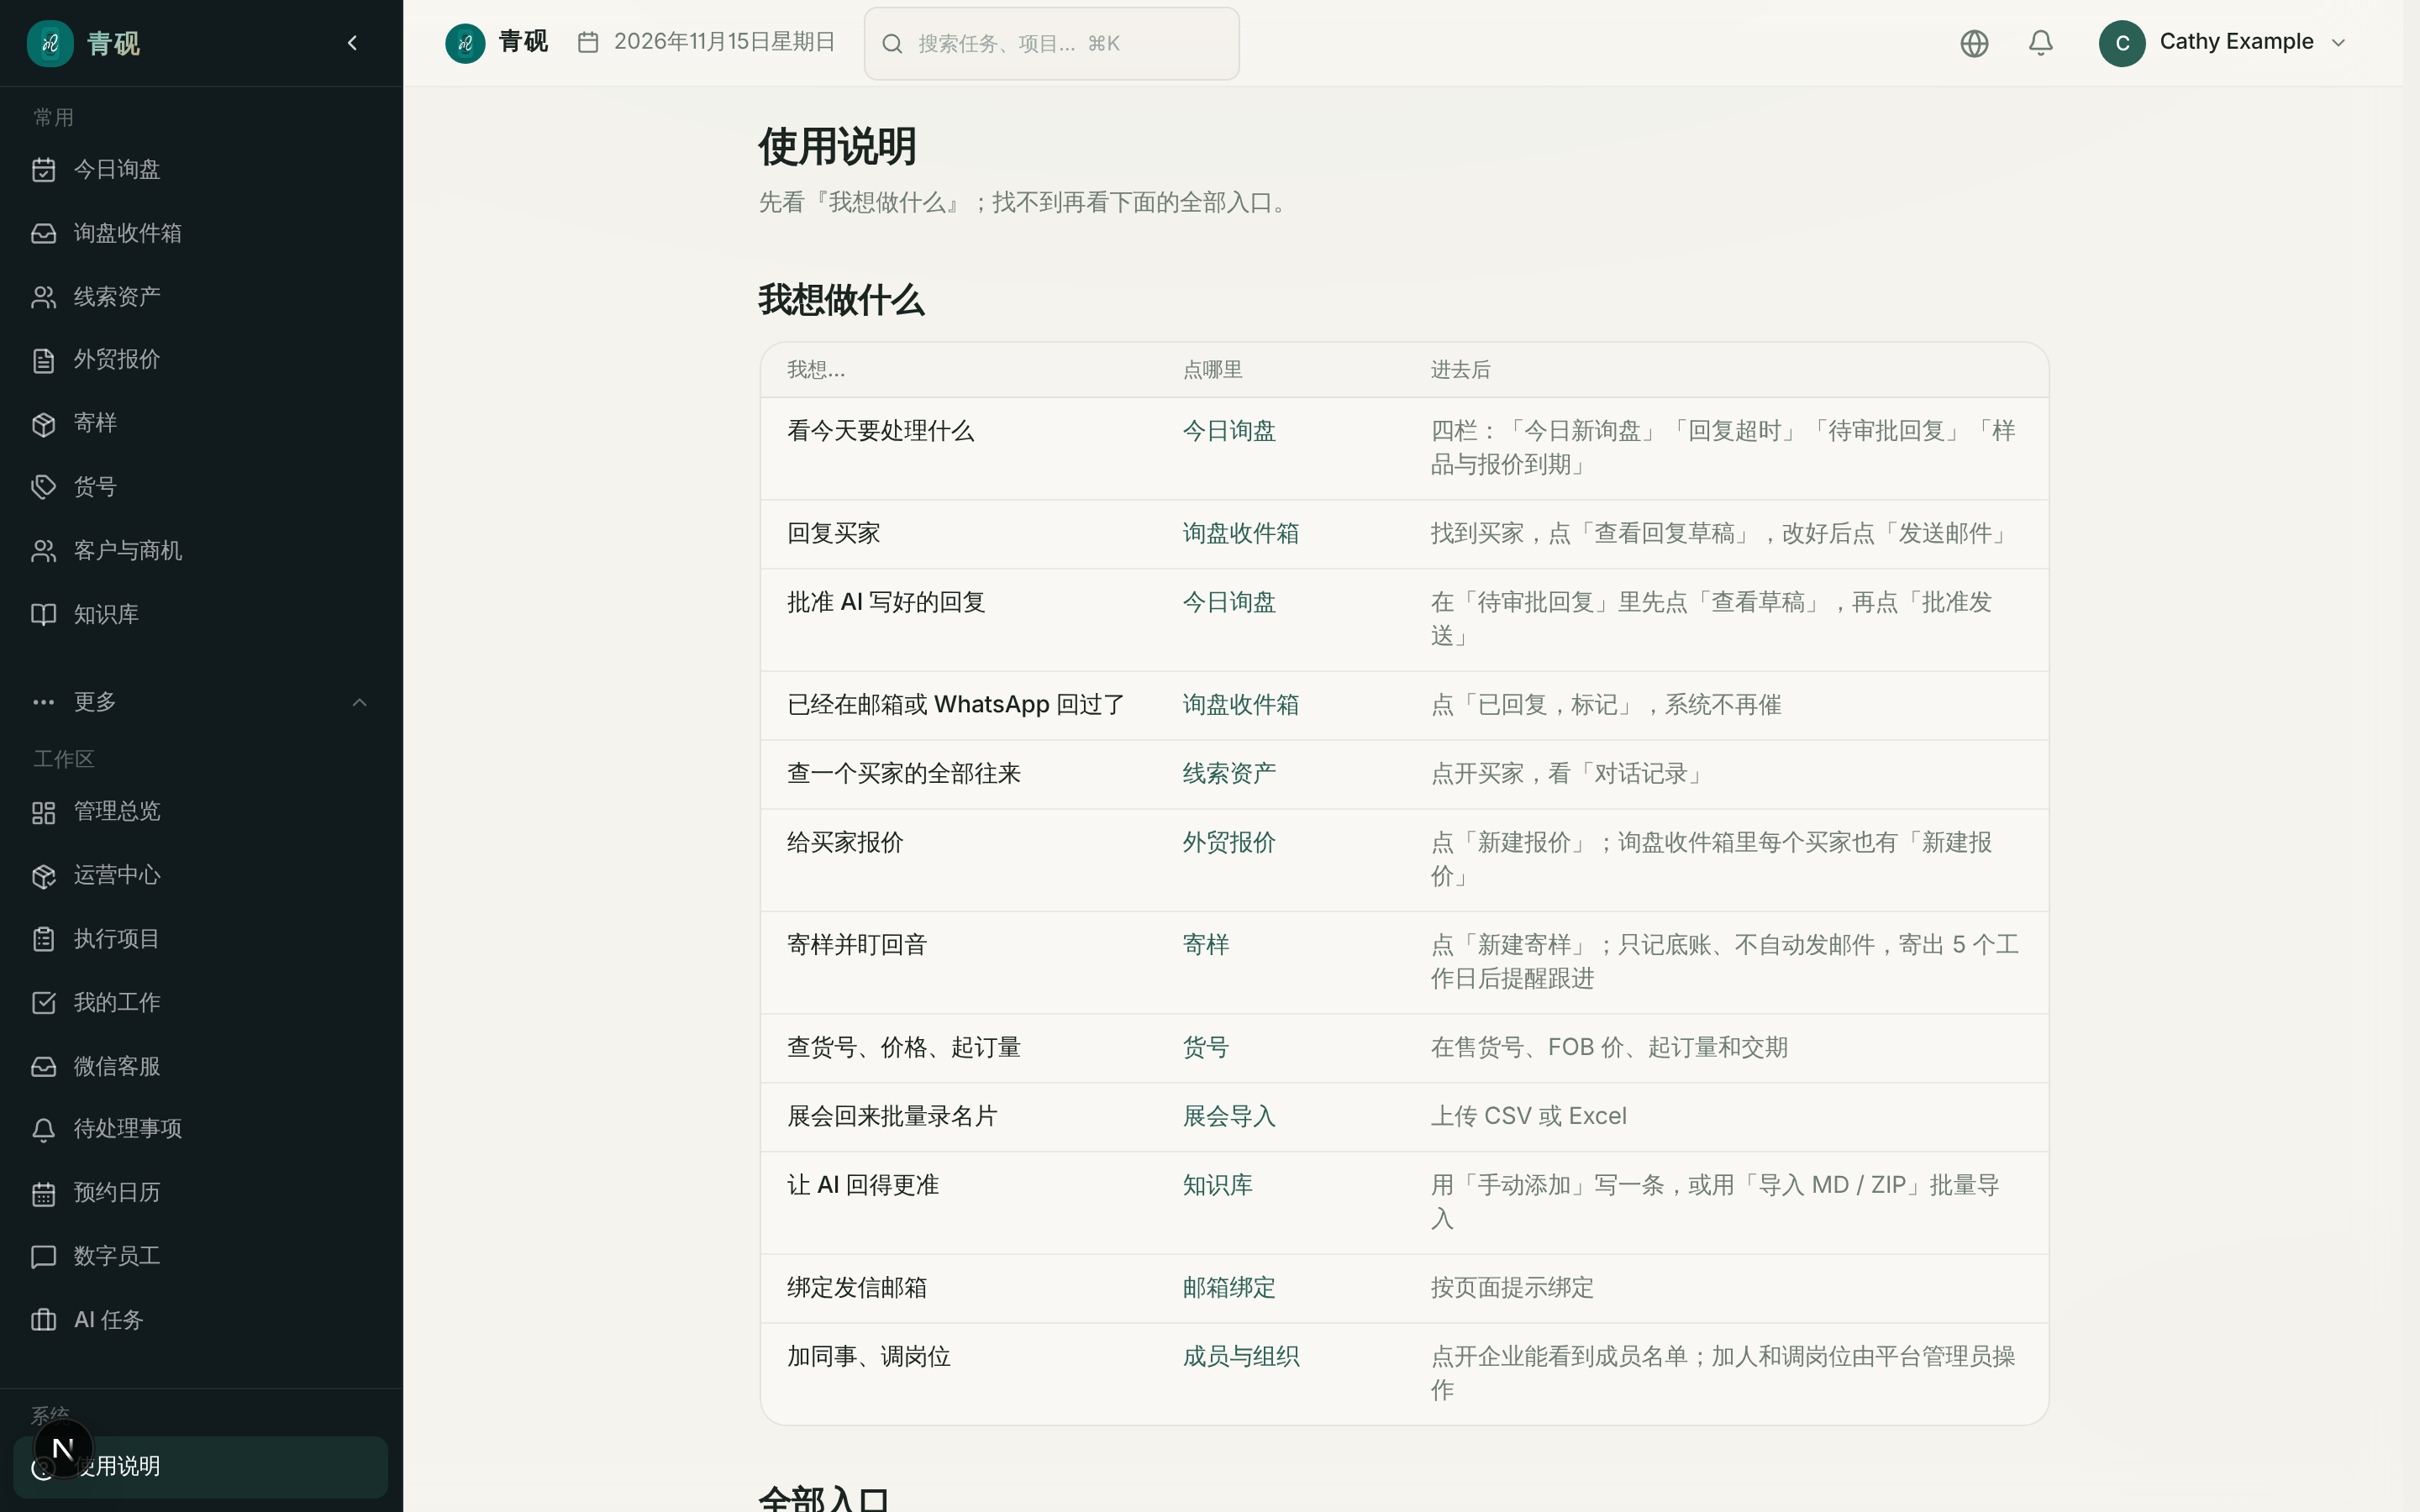 青砚
常用
今日询盘
询盘收件箱
线索资产
外贸报价
寄样
货号
客户与商机
知识库
更多
工作区
管理总览
运营中心
执行项目
我的工作
微信客服
待处理事项
预约日历
数字员工
AI 任务
系统
N
使用说明
青砚
2026年11月15日星期日
搜索任务、项目... ⌘K
C
Cathy Example
使用说明
先看『我想做什么』；找不到再看下面的全部入口。
我想做什么
我想... 点哪里 进去后
看今天要处理什么 今日询盘 四栏：「今日新询盘」「回复超时」「待审批回复」「样
品与报价到期」
回复买家 询盘收件箱 找到买家，点「查看回复草稿」，改好后点「发送邮件」
批准 AI 写好的回复 今日询盘 在「待审批回复」里先点「查看草稿」，再点「批准发
送」
已经在邮箱或 WhatsApp 回过了 询盘收件箱 点「已回复，标记」，系统不再催
查一个买家的全部往来 线索资产 点开买家，看「对话记录」
给买家报价 外贸报价 点「新建报价」；询盘收件箱里每个买家也有「新建报
价」
寄样并盯回音 寄样 点「新建寄样」；只记底账、不自动发邮件，寄出 5 个工
作日后提醒跟进
查货号、价格、起订量 货号 在售货号、FOB 价、起订量和交期
展会回来批量录名片 展会导入 上传 CSV 或 Excel
让 AI 回得更准 知识库 用「手动添加」写一条，或用「导入 MD / ZIP」批量导
入
绑定发信邮箱 邮箱绑定 按页面提示绑定
加同事、调岗位 成员与组织 点开企业能看到成员名单；加人和调岗位由平台管理员操
作
全部入口